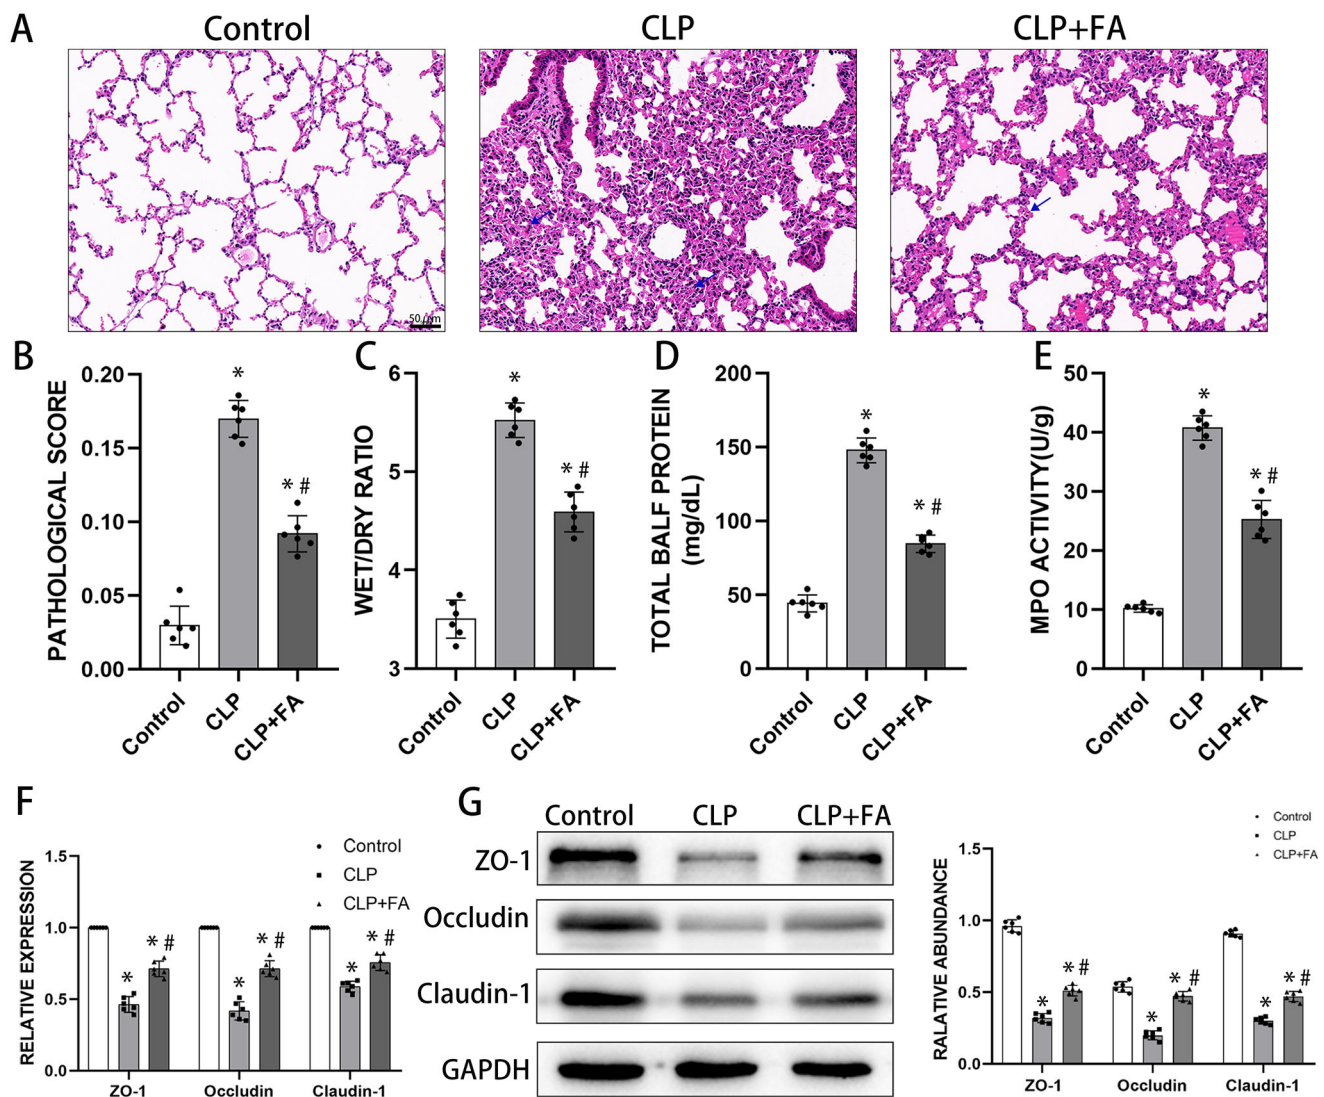 A
Control
CLP
CLP+FA
50 μm
B
PATHOLOGICAL SCORE
0.20
0.15
0.10
0.05
0.00
*
* #
Control
CLP
CLP+FA
C
WET/DRY RATIO
6
5
4
3
*
* #
Control
CLP
CLP+FA
D
TOTAL BALF PROTEIN
(mg/dL)
200
150
100
50
0
*
* #
Control
CLP
CLP+FA
E
MPO ACTIVITY(U/g)
50
40
30
20
10
0
*
* #
Control
CLP
CLP+FA
F
RELATIVE EXPRESSION
1.5
1.0
0.5
0.0
Control
CLP
CLP+FA
*
* #
*
* #
*
* #
ZO-1
Occludin
Claudin-1
G
Control
CLP
CLP+FA
ZO-1
Occludin
Claudin-1
GAPDH
RALATIVE ABUNDANCE
1.5
1.0
0.5
0.0
Control
CLP
CLP+FA
*
* #
*
* #
*
* #
ZO-1
Occludin
Claudin-1